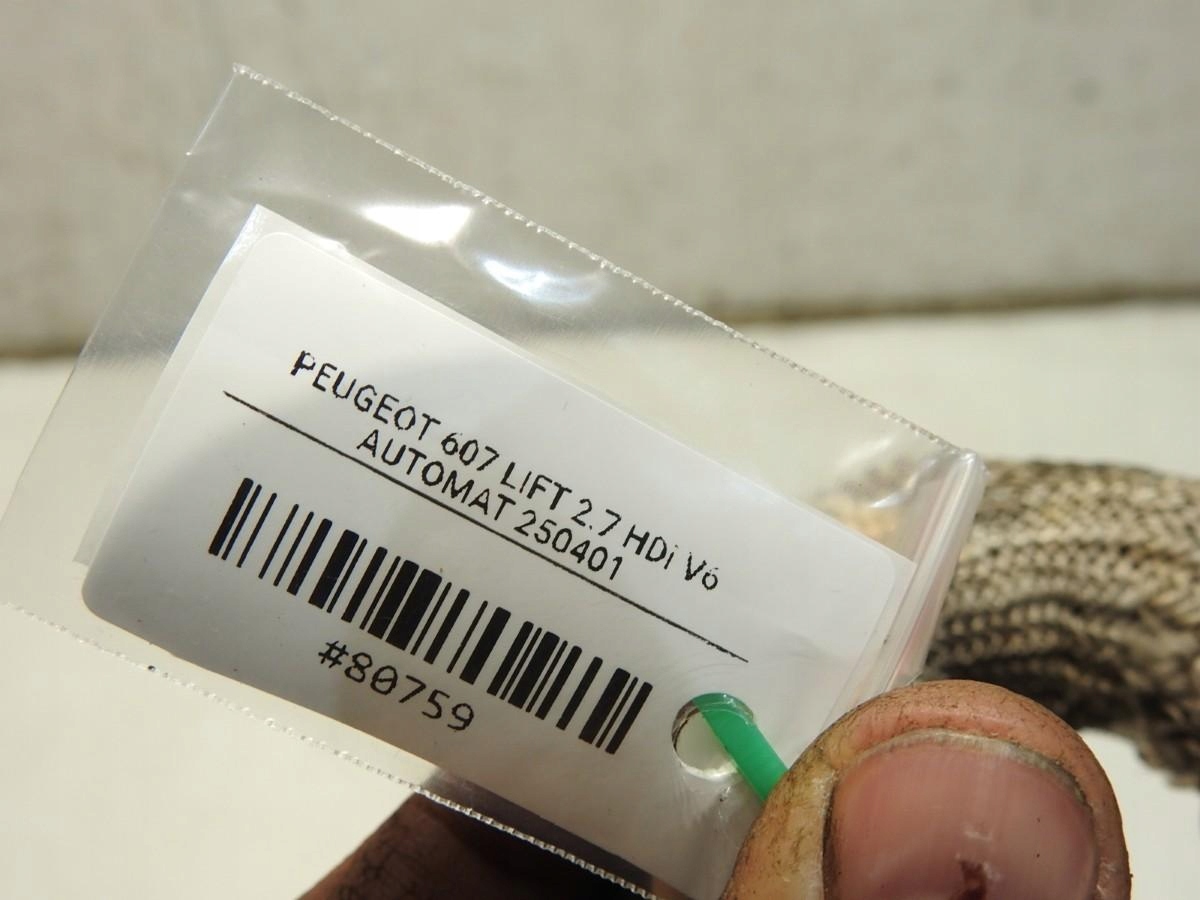 PEUGEOT 607 LIFT 2.7 HDi V6
AUTOMAT 250401
#80759